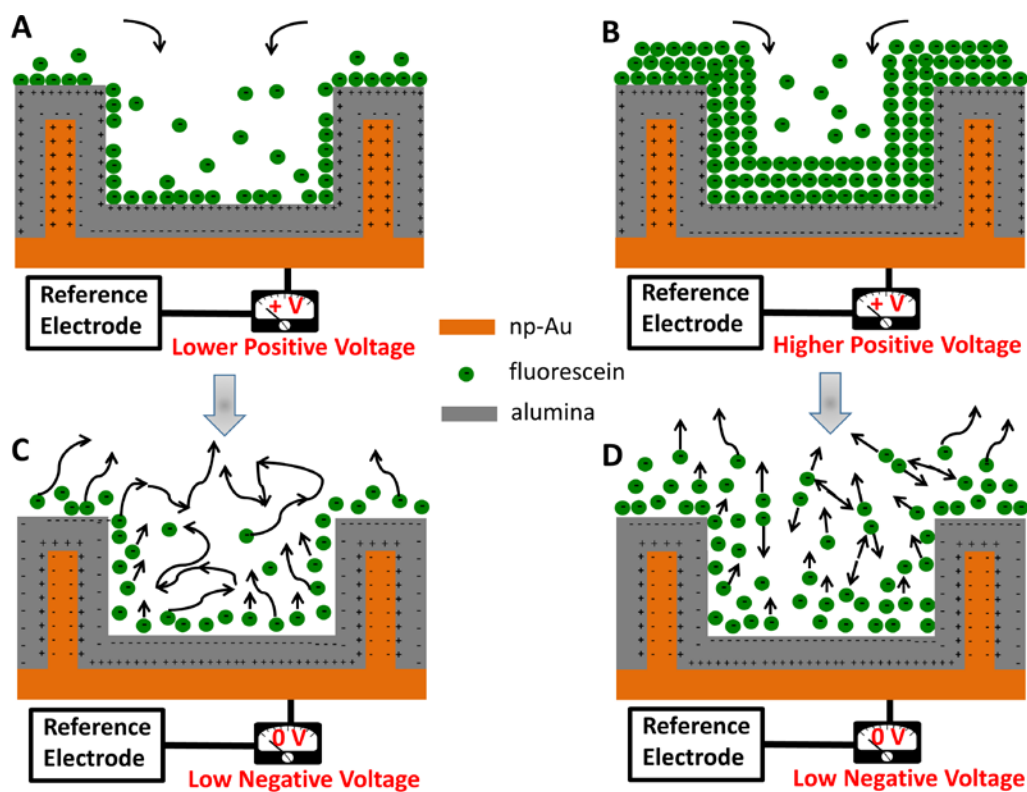 A
B
Reference
Electrode
+ V
Lower Positive Voltage
Reference
Electrode
+ V
Higher Positive Voltage
np-Au
fluorescein
alumina
C
D
Reference
Electrode
0 V
Low Negative Voltage
Reference
Electrode
0 V
Low Negative Voltage